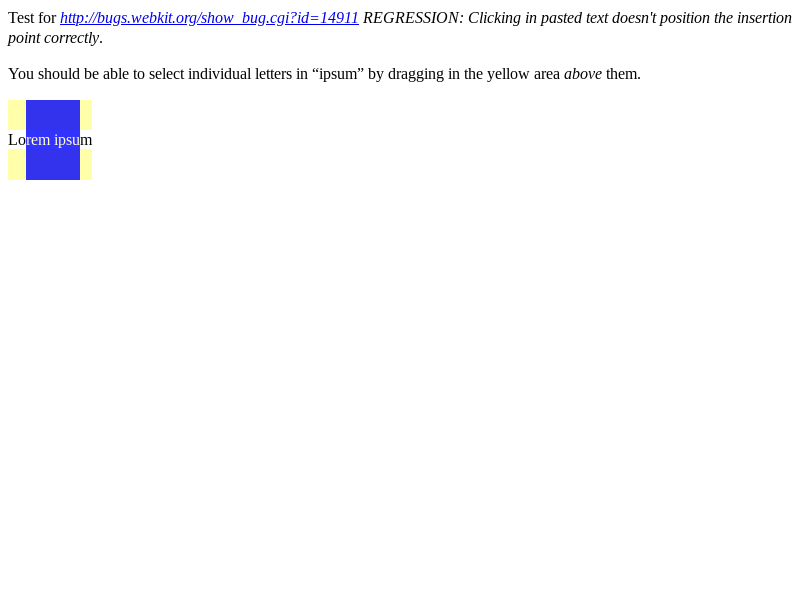 Test for http://bugs.webkit.org/show_bug.cgi?id=14911 REGRESSION: Clicking in pasted text doesn't position the insertion
point correctly.
You should be able to select individual letters in “ipsum” by dragging in the yellow area above them.
Lorem ipsum